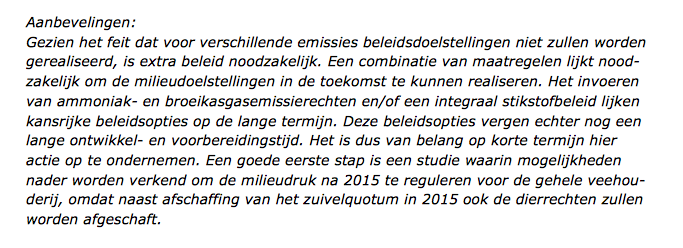 Aanbevelingen:
Gezien het feit dat voor verschillende emissies beleidsdoelstellingen niet zullen worden
gerealiseerd, is extra beleid noodzakelijk. Een combinatie van maatregelen lijkt nood-
zakelijk om de milieudoelstellingen in de toekomst te kunnen realiseren. Het invoeren
van ammoniak- en broeikasgasemissierechten en/of een integraal stikstofbeleid lijken
kansrijke beleidsopties op de lange termijn. Deze beleidsopties vergen echter nog een
lange ontwikkel- en voorbereidingstijd. Het is dus van belang op korte termijn hier
actie op te ondernemen. Een goede eerste stap is een studie waarin mogelijkheden
nader worden verkend om de milieudruk na 2015 te reguleren voor de gehele veehou-
derij, omdat naast afschaffing van het zuivelquotum in 2015 ook de dierrechten zullen
worden afgeschaft.